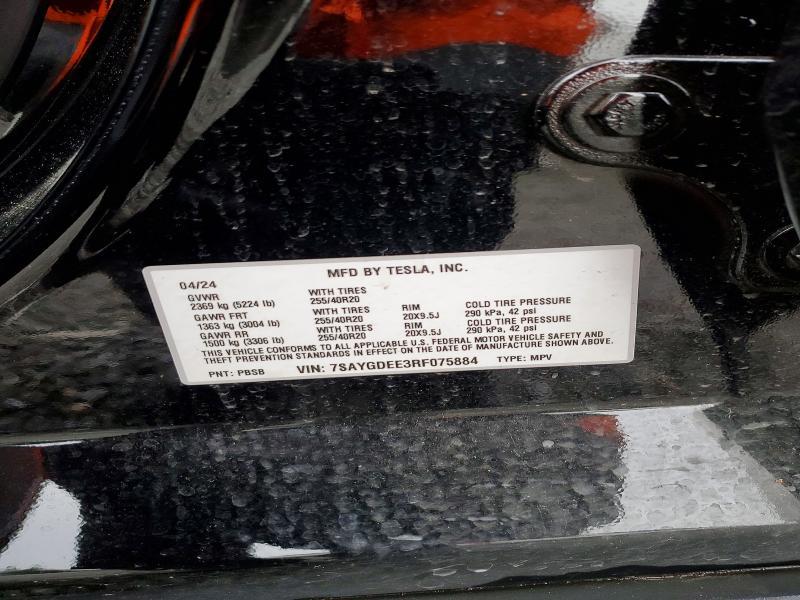 MFD BY TESLA, INC.
04/24
GVWR WITH TIRES
2369 kg (5224 lb) 255/40R20 RIM COLD TIRE PRESSURE
GAWR FRT WITH TIRES 20X9.5J 290 kPa, 42 psi
1363 kg (3004 lb) 255/40R20 RIM COLD TIRE PRESSURE
GAWR RR WITH TIRES 20X9.5J 290 kPa, 42 psi
1500 kg (3306 lb) 255/40R20
THIS VEHICLE CONFORMS TO ALL APPLICABLE U.S. FEDERAL MOTOR VEHICLE SAFETY AND
THEFT PREVENTION STANDARDS IN EFFECT ON THE DATE OF MANUFACTURE SHOWN ABOVE.
PNT: PBSB VIN: 7SAYGDEE3RF075884 TYPE: MPV